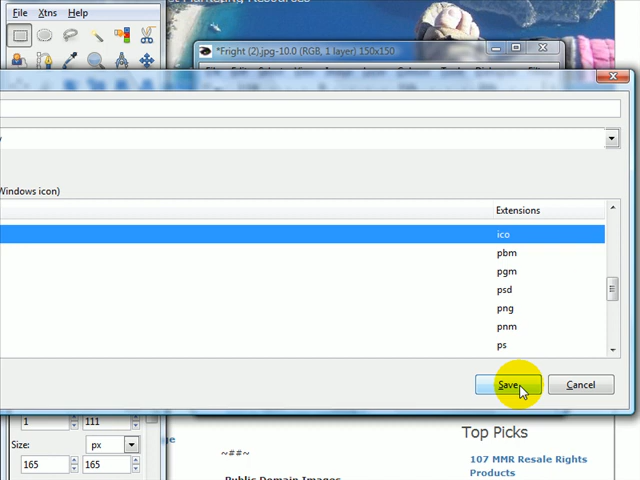 File Xtns Help
*Fright (2).jpg-10.0 (RGB, 1 layer) 150x150
Windows icon)
Extensions
ico
pbm
pgm
psd
png
pnm
ps
Save
Cancel
1 111
Size: px
165 165
~##~
Public Domain Images
Top Picks
107 MMR Resale Rights
Products